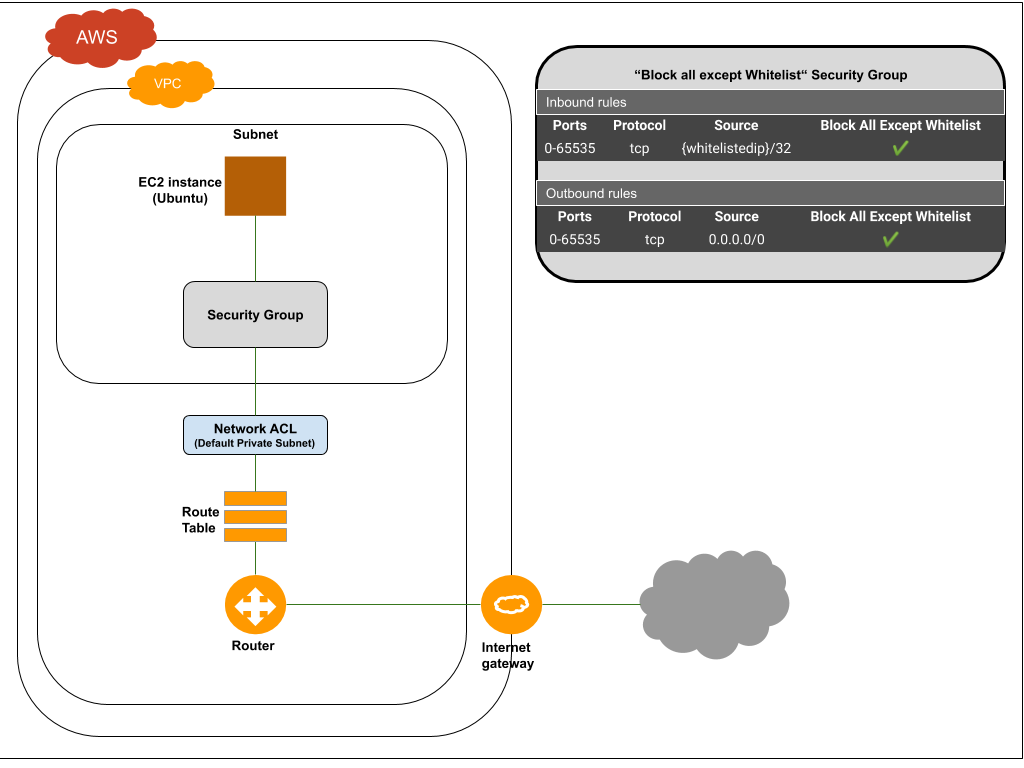 AWS
VPC
Subnet
EC2 instance
(Ubuntu)
Security Group
Network ACL
(Default Private Subnet)
Route
Table
Router
Internet
gateway
“Block all except Whitelist“ Security Group
Inbound rules
Ports Protocol Source Block All Except Whitelist
0-65535 tcp {whitelistedip}/32 ✔
Outbound rules
Ports Protocol Source Block All Except Whitelist
0-65535 tcp 0.0.0.0/0 ✔